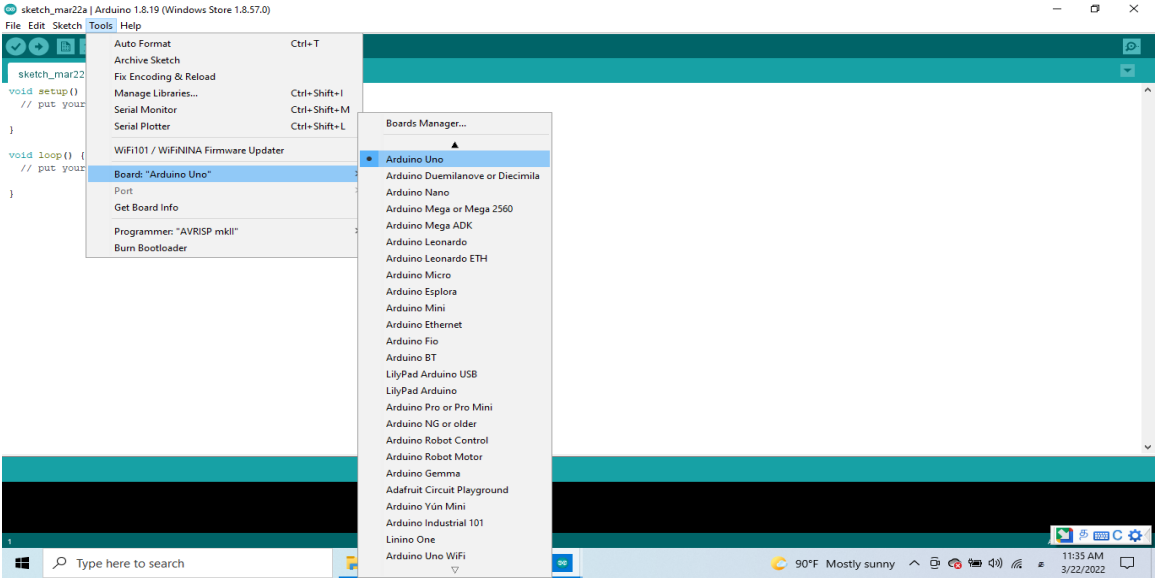 sketch_mar22a | Arduino 1.8.19 (Windows Store 1.8.57.0)
File Edit Sketch Tools Help
sketch_mar22
void setup()
// put your
}
void loop() {
// put your
}
Auto Format Ctrl+T
Archive Sketch
Fix Encoding & Reload
Manage Libraries... Ctrl+Shift+I
Serial Monitor Ctrl+Shift+M
Serial Plotter Ctrl+Shift+L
WiFi101 / WiFiNINA Firmware Updater
Board: "Arduino Uno"
Port
Get Board Info
Programmer: "AVRISP mkII"
Burn Bootloader
Boards Manager...
Arduino Uno
Arduino Duemilanove or Diecimila
Arduino Nano
Arduino Mega or Mega 2560
Arduino Mega ADK
Arduino Leonardo
Arduino Leonardo ETH
Arduino Micro
Arduino Esplora
Arduino Mini
Arduino Ethernet
Arduino Fio
Arduino BT
LilyPad Arduino USB
LilyPad Arduino
Arduino Pro or Pro Mini
Arduino NG or older
Arduino Robot Control
Arduino Robot Motor
Arduino Gemma
Adafruit Circuit Playground
Arduino Yún Mini
Arduino Industrial 101
Linino One
Arduino Uno WiFi
1
Type here to search
90°F Mostly sunny
11:35 AM
3/22/2022